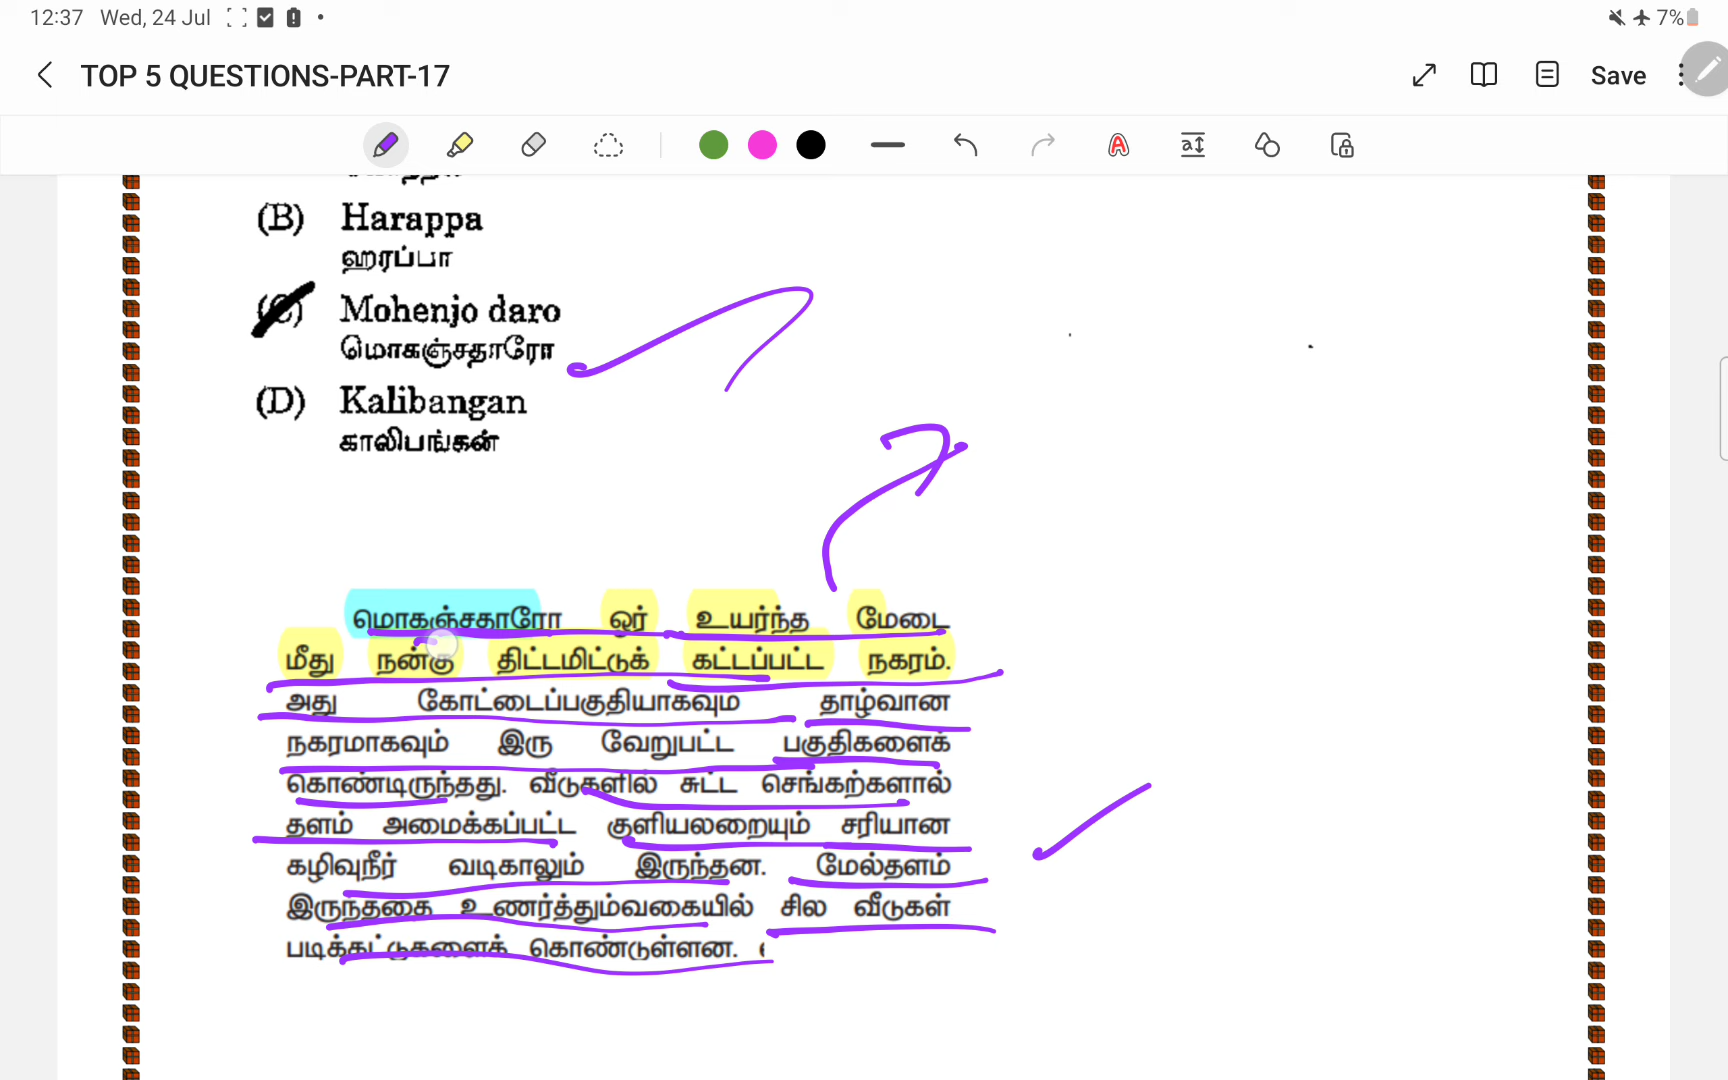 12:37 Wed, 24 Jul
7%
TOP 5 QUESTIONS-PART-17
Save
(B) Harappa
ஹரப்பா
(C) Mohenjo daro
மொகஞ்சதாரோ
(D) Kalibangan
காலிபங்கன்
மொகஞ்சதாரோ ஓர் உயர்ந்த மேடை
மீது நன்கு திட்டமிட்டுக் கட்டப்பட்ட நகரம்.
அது கோட்டைப்பகுதியாகவும் தாழ்வான
நகரமாகவும் இரு வேறுபட்ட பகுதிகளைக்
கொண்டிருந்தது. வீடுகளில் சுட்ட செங்கற்களால்
தளம் அமைக்கப்பட்ட குளியலறையும் சரியான
கழிவுநீர் வடிகாலும் இருந்தன. மேல்தளம்
இருந்ததை உணர்த்தும்வகையில் சில வீடுகள்
படிக்கட்டுகளைக் கொண்டுள்ளன.